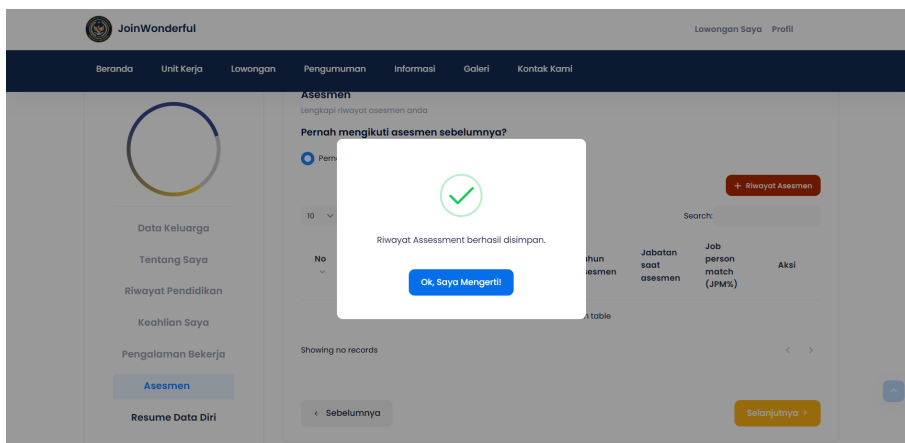 JoinWonderful
Lowongan Saya Profil
Beranda Unit Kerja Lowongan Pengumuman Informasi Galeri Kontak Kami
Asesmen
Lengkapi riwayat asesmen anda
Pernah mengikuti asesmen sebelumnya?
+ Riwayat Asesmen
10
Search:
Data Keluarga
Tentang Saya
Riwayat Pendidikan
Keahlian Saya
Pengalaman Bekerja
Asesmen
Resume Data Diri
Riwayat Assessment berhasil disimpan.
Ok, Saya Mengerti!
No
Jabatan
saat
asesmen
Job
person
match
(JPM%)
Aksi
table
Showing no records
< >
‹ Sebelumnya
Selanjutnya ›